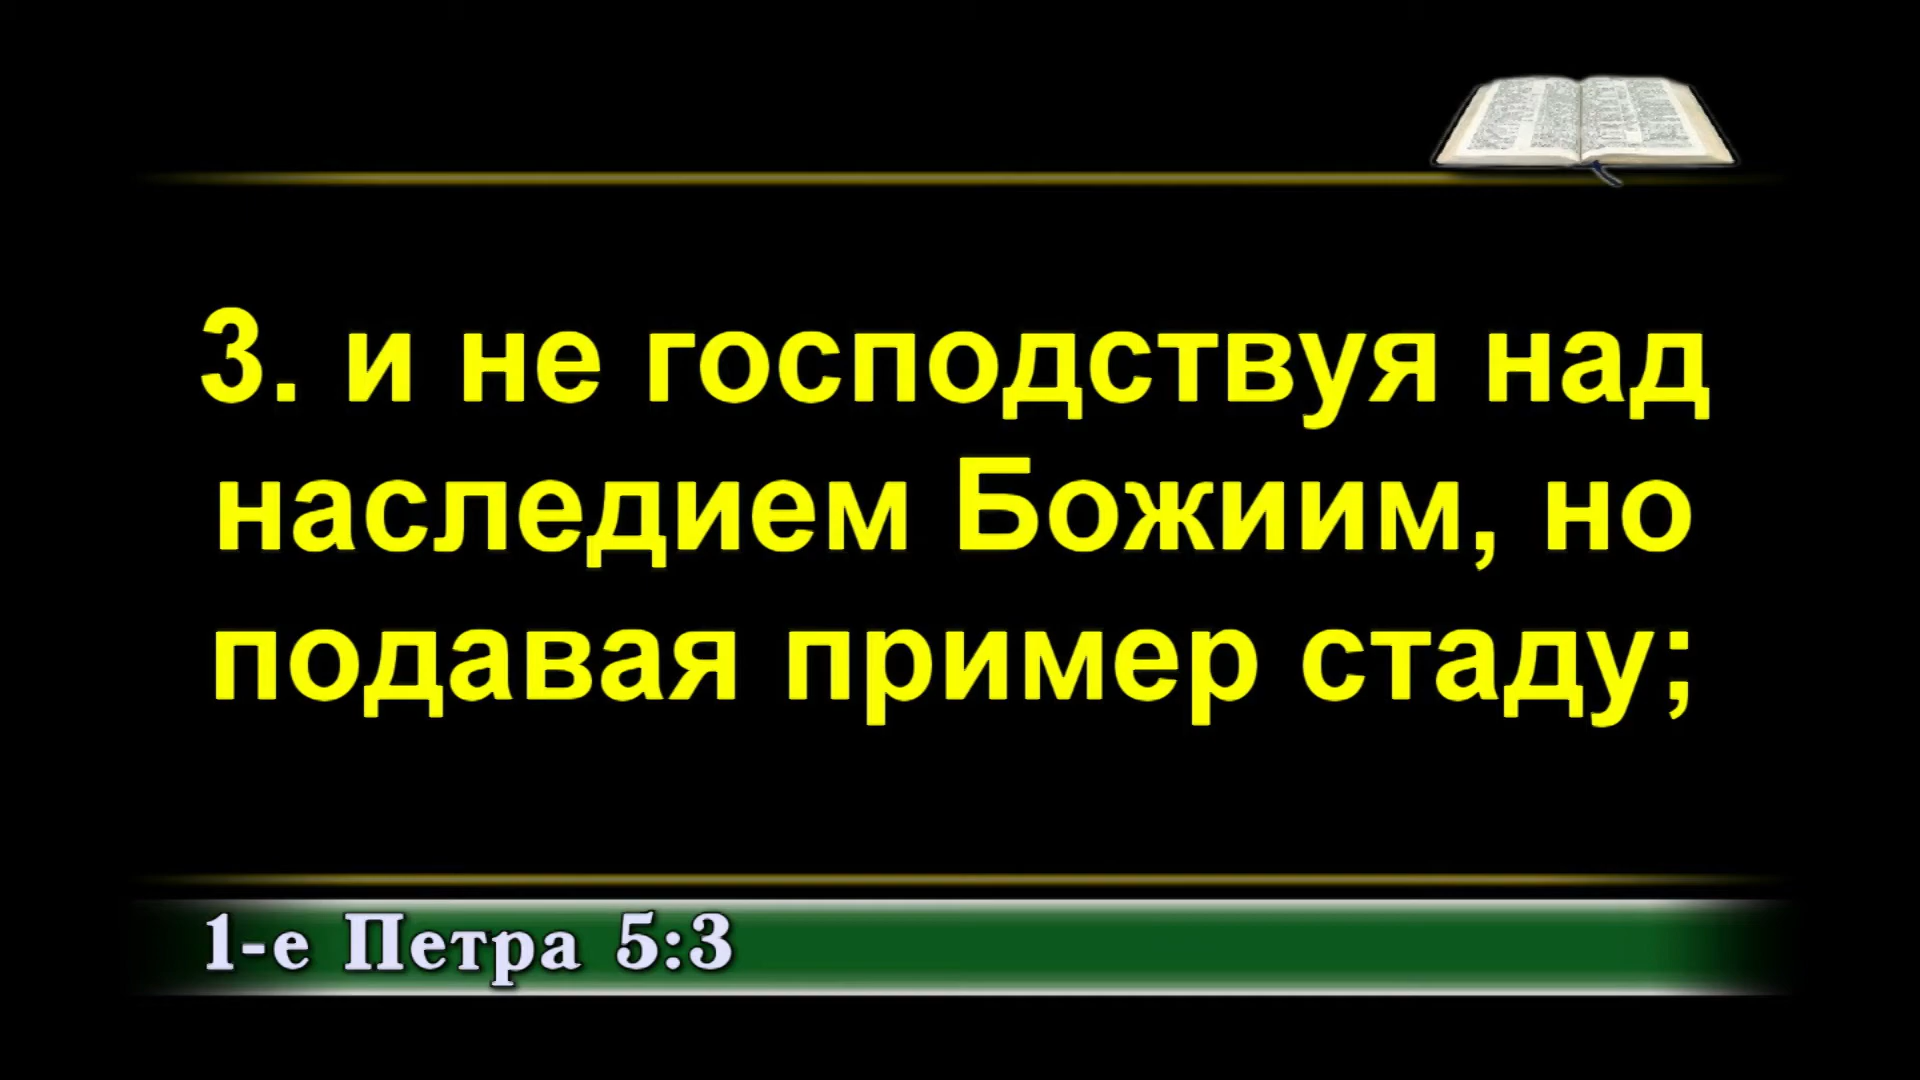 3. и не господствуя над
наследием Божиим, но
подавая пример стаду;
1-е Петра 5:3